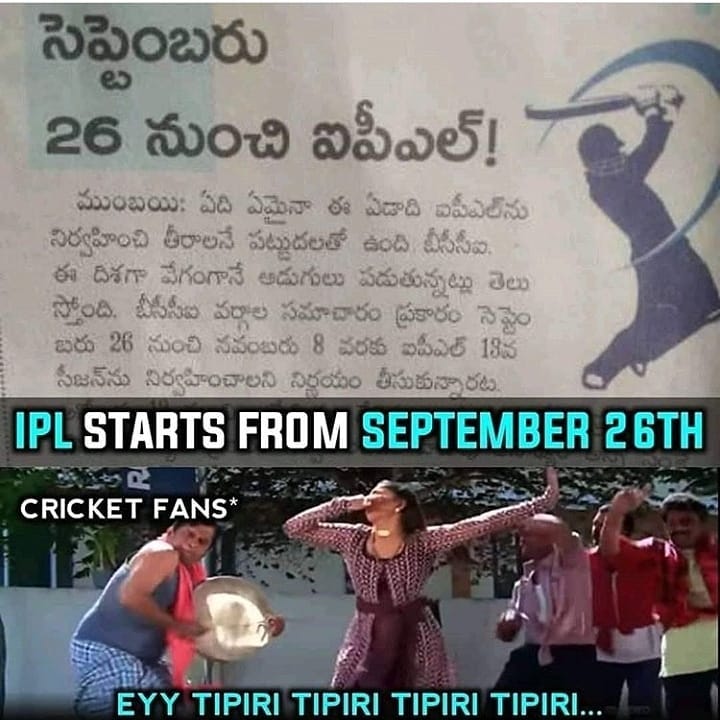 సెప్టెంబరు
26 నుంచి ఐపీఎల్!
ముంబయి: ఏది ఏమైనా ఈ ఏడాది ఐపీఎల్‌ను
నిర్వహించి తీరాలనే పట్టుదలతో ఉంది బీసీసీఐ.
ఈ దిశగా వేగంగానే అడుగులు పడుతున్నట్లు తెలు
స్తోంది. బీసీసీఐ వర్గాల సమాచారం ప్రకారం సెప్టెం
బరు 26 నుంచి నవంబరు 8 వరకు ఐపీఎల్ 13వ
సీజన్‌ను నిర్వహించాలని నిర్ణయం తీసుకున్నారట.
IPL STARTS FROM SEPTEMBER 26TH
CRICKET FANS*
EYY TIPIRI TIPIRI TIPIRI TIPIRI...